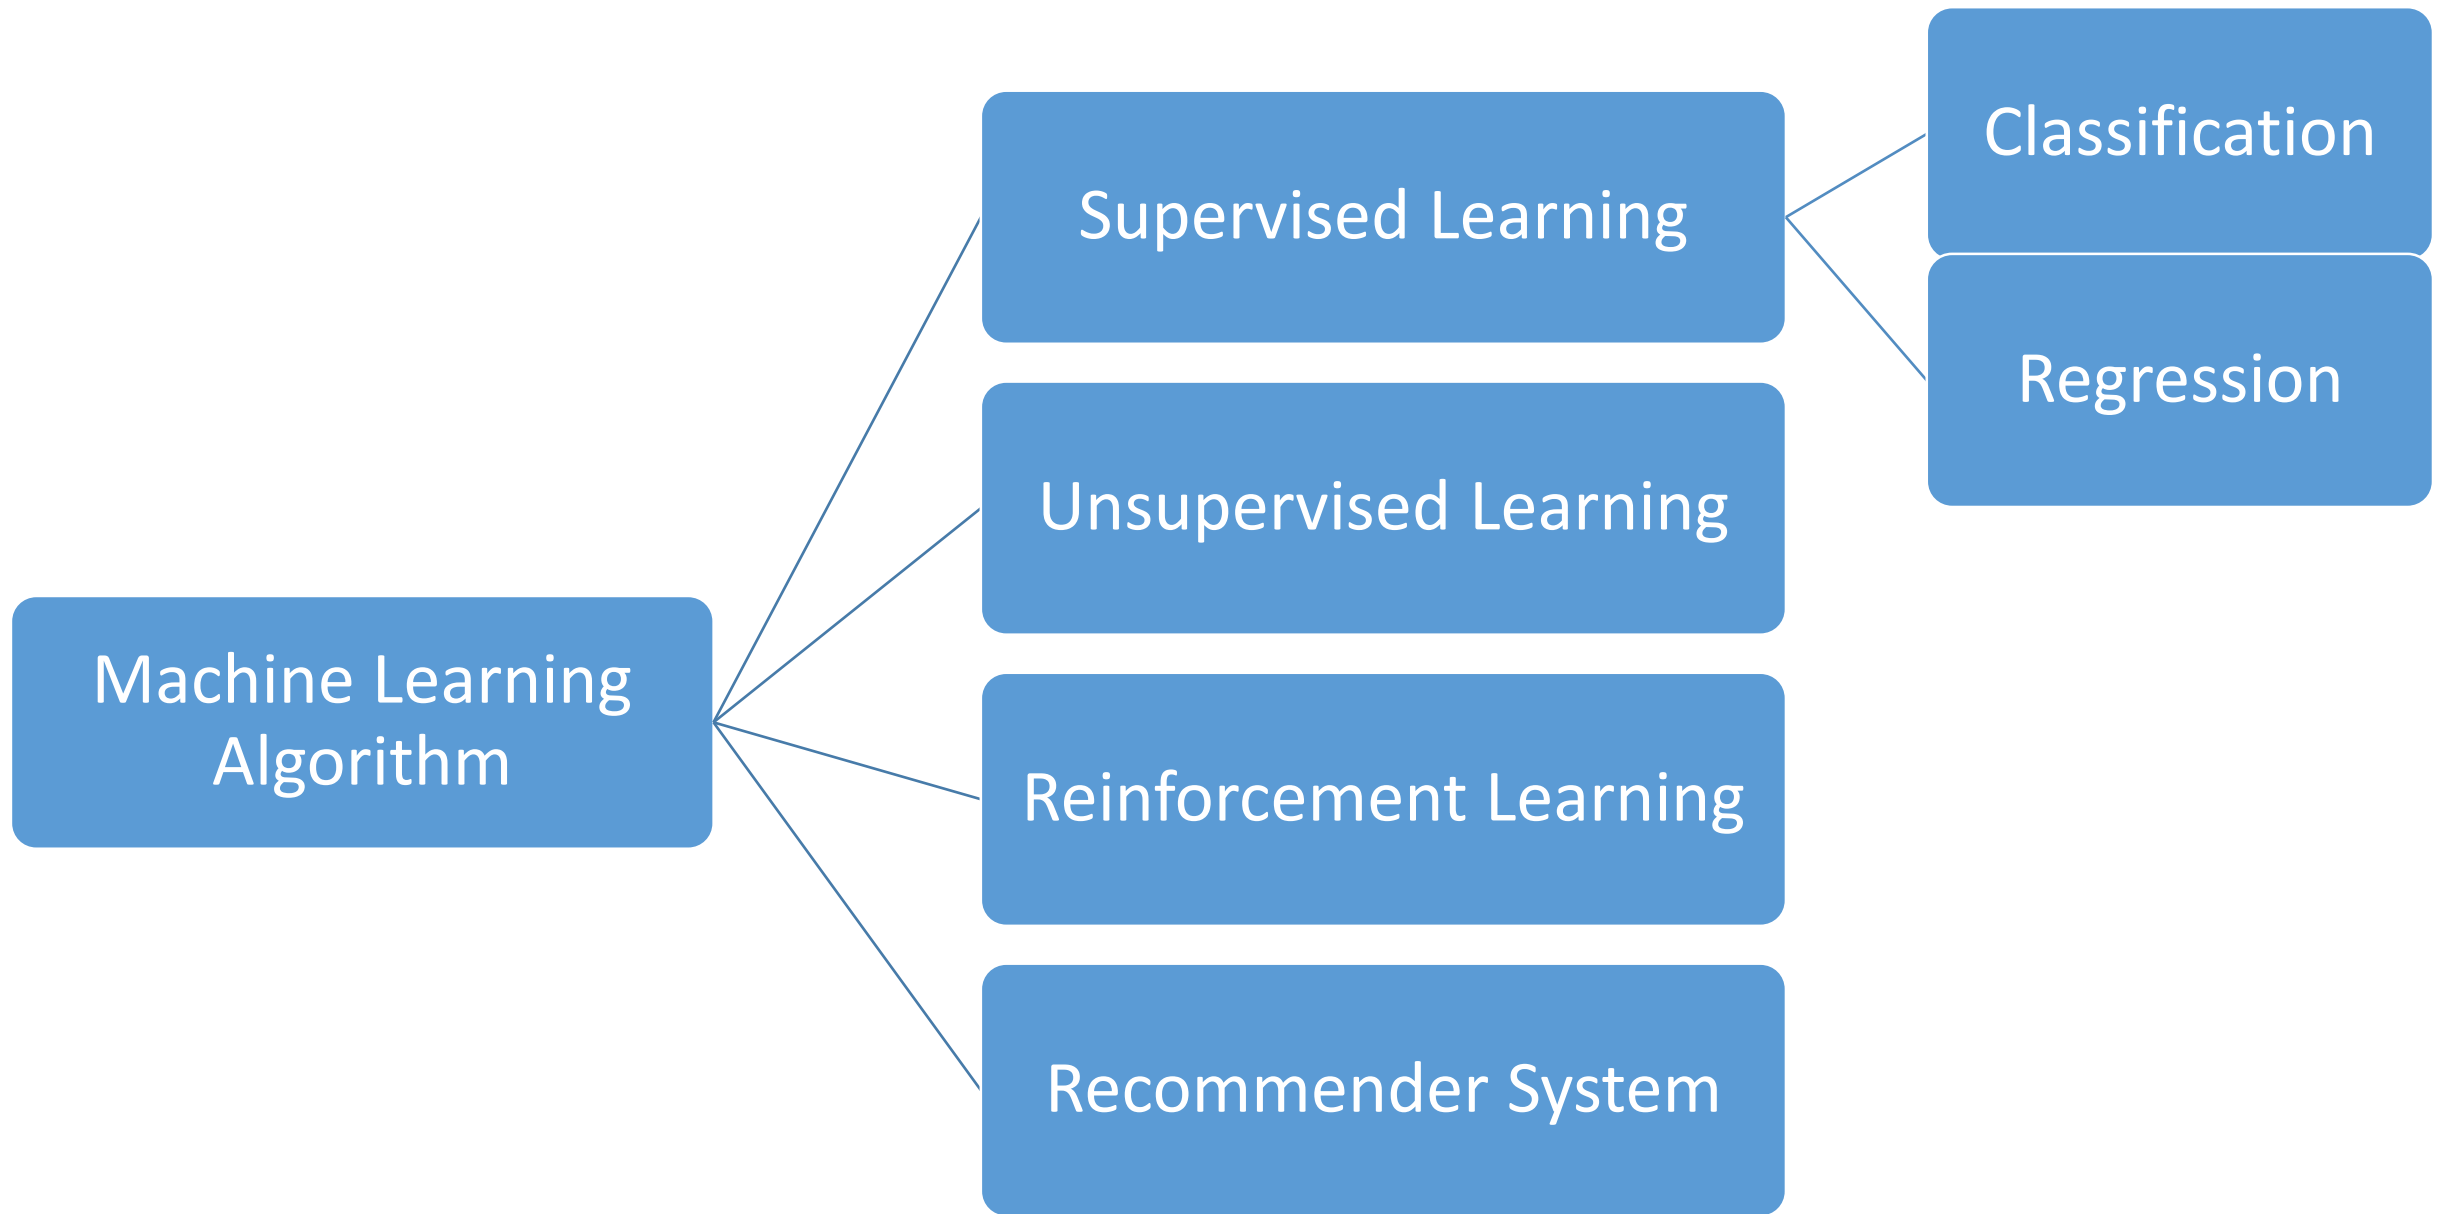 Machine Learning
Algorithm
Supervised Learning
Classification
Regression
Unsupervised Learning
Reinforcement Learning
Recommender System